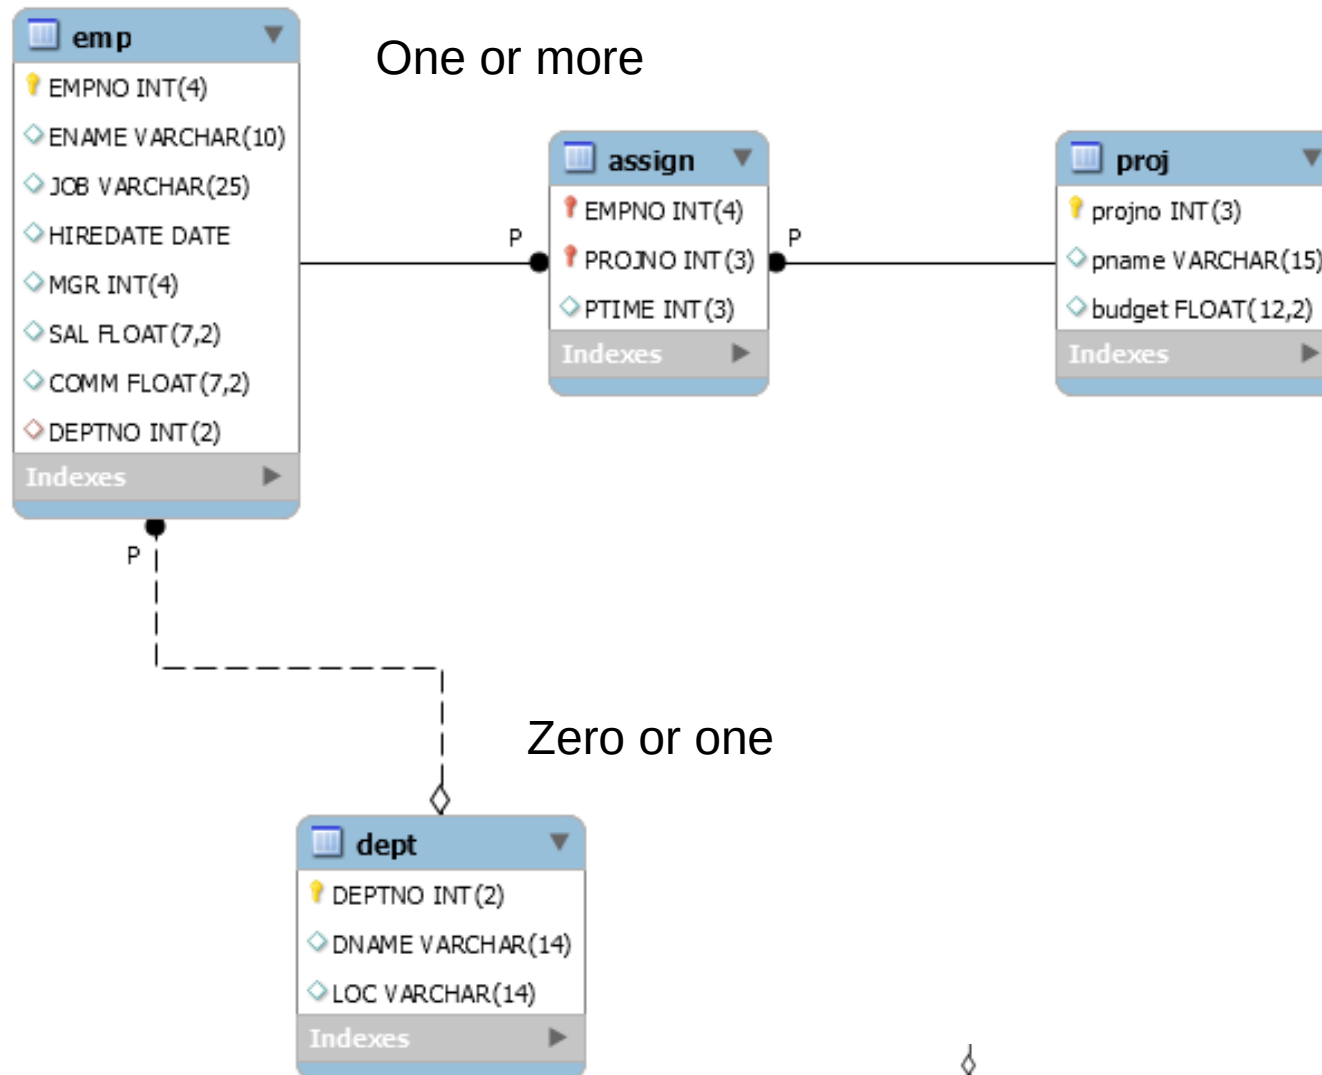 emp
EMPNO INT(4)
ENAME VARCHAR(10)
JOB VARCHAR(25)
HIREDATE DATE
MGR INT(4)
SAL FLOAT(7,2)
COMM FLOAT(7,2)
DEPTNO INT(2)
Indexes
One or more
P
assign
EMPNO INT(4)
PROJNO INT(3)
PTIME INT(3)
Indexes
P
proj
projno INT(3)
pname VARCHAR(15)
budget FLOAT(12,2)
Indexes
P
Zero or one
dept
DEPTNO INT(2)
DNAME VARCHAR(14)
LOC VARCHAR(14)
Indexes